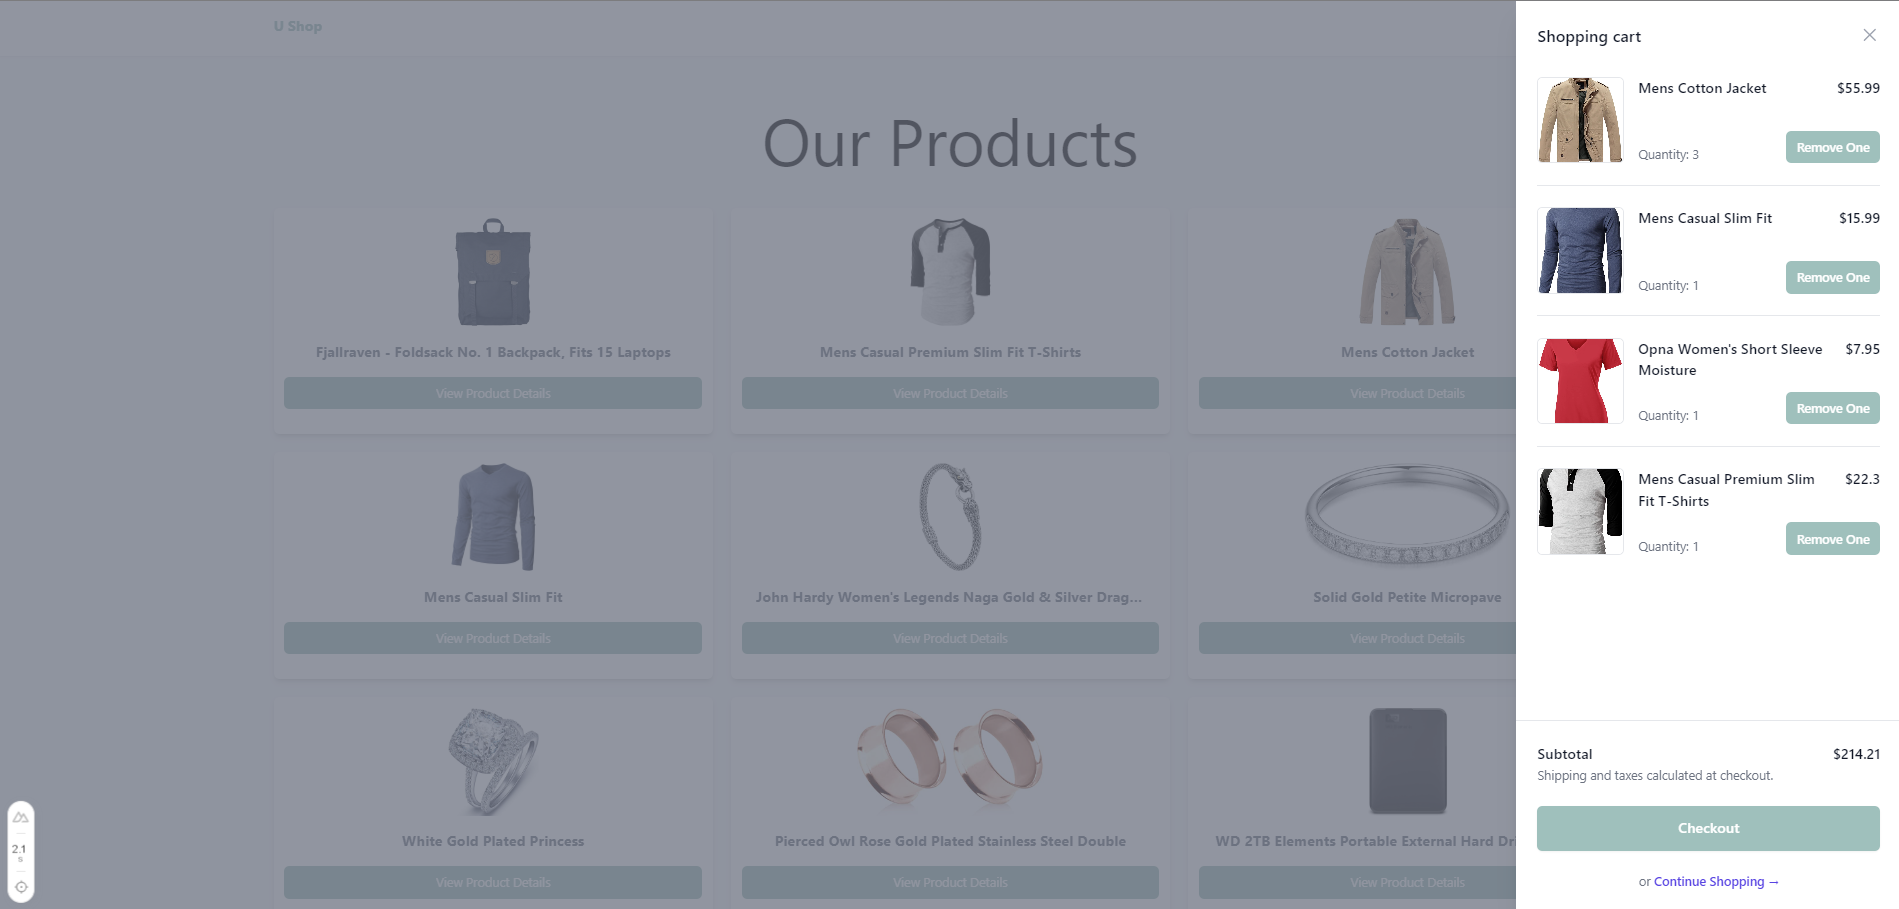 U Shop
Our Products
Fjallraven - Foldsack No. 1 Backpack, Fits 15 Laptops
Mens Casual Premium Slim Fit T-Shirts
Mens Cotton Jacket
View Product Details
View Product Details
View Product Details
Mens Casual Slim Fit
John Hardy Women's Legends Naga Gold & Silver Drag...
Solid Gold Petite Micropave
View Product Details
View Product Details
View Product Details
White Gold Plated Princess
Pierced Owl Rose Gold Plated Stainless Steel Double
WD 2TB Elements Portable External Hard Dri
View Product Details
View Product Details
View Product Details
2.1
s
Shopping cart
Mens Cotton Jacket
$55.99
Quantity: 3
Remove One
Mens Casual Slim Fit
$15.99
Quantity: 1
Remove One
Opna Women's Short Sleeve
Moisture
$7.95
Quantity: 1
Remove One
Mens Casual Premium Slim
Fit T-Shirts
$22.3
Quantity: 1
Remove One
Subtotal
$214.21
Shipping and taxes calculated at checkout.
Checkout
or Continue Shopping →